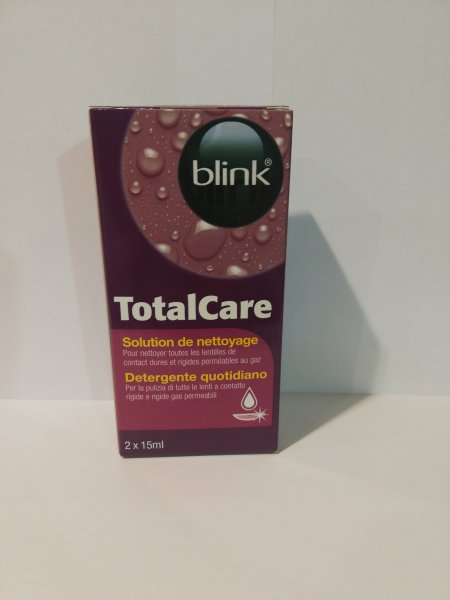 blink®
TotalCare
Solution de nettoyage
Pour nettoyer toutes les lentilles de
contact dures et rigides perméables au gaz
Detergente quotidiano
Per la pulizia di tutte le lenti a contatto
rigide e rigide gas permeabili
2 x 15ml